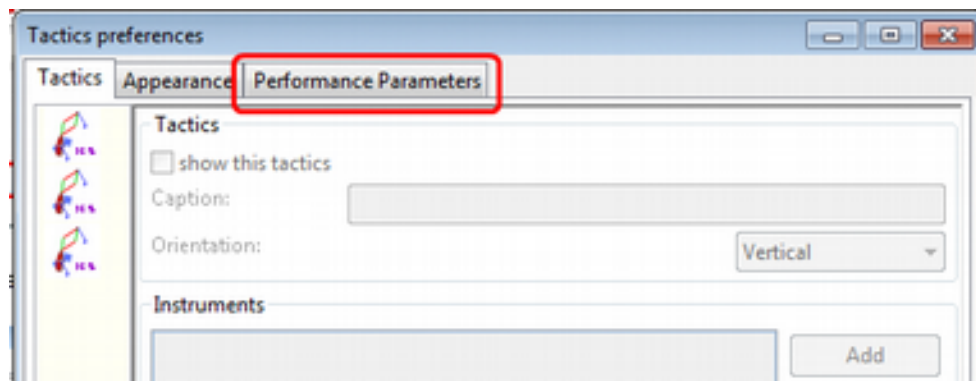 Tactics preferences
Tactics Appearance Performance Parameters
Tactics
show this tactics
Caption:
Orientation: Vertical
Instruments
Add